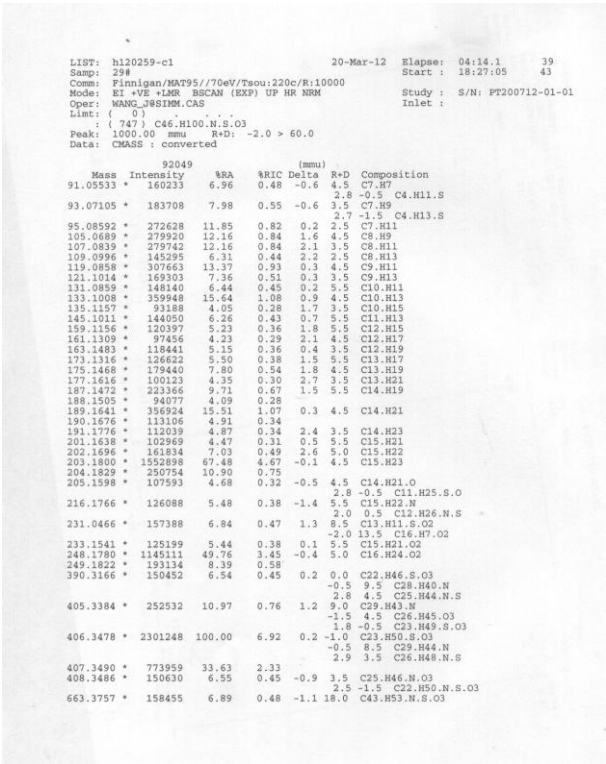 LIST: h120259-c1 20-Mar-12 Elapse: 04:14.1 39
Samp: 29# Start : 18:27:05 43
Comm: Finnigan/MAT95//70eV/Tsou:220c/R:10000
Mode: EI +VE +LMR BSCAN (EXP) UP HR NRM Study : S/N: PT200712-01-01
Oper: WANG_J@SIMM.CAS Inlet :
Limt: ( 0) . . . .
: ( 747 ) C46.H100.N.S.O3
Peak: 1000.00 mmu R+D: -2.0 > 60.0
Data: CMASS : converted
92049 (mmu)
Mass Intensity %RA %RIC Delta R+D Composition
91.05533 * 160233 6.96 0.48 -0.6 4.5 C7.H7
2.8 -0.5 C4.H11.S
93.07105 * 183708 7.98 0.55 -0.6 3.5 C7.H9
2.7 -1.5 C4.H13.S
95.08592 * 272628 11.85 0.82 0.2 2.5 C7.H11
105.0689 * 279920 12.16 0.84 1.6 4.5 C8.H9
107.0839 * 279742 12.16 0.84 2.1 3.5 C8.H11
109.0996 * 145295 6.31 0.44 2.2 2.5 C8.H13
119.0858 * 307663 13.37 0.93 0.3 4.5 C9.H11
121.1014 * 169303 7.36 0.51 0.3 3.5 C9.H13
131.0859 * 148140 6.44 0.45 0.2 5.5 C10.H11
133.1008 * 359948 15.64 1.08 0.9 4.5 C10.H13
135.1157 * 93188 4.05 0.28 1.7 3.5 C10.H15
145.1011 * 144050 6.26 0.43 0.7 5.5 C11.H13
159.1156 * 120397 5.23 0.36 1.8 5.5 C12.H15
161.1309 * 97456 4.23 0.29 2.1 4.5 C12.H17
163.1483 * 118441 5.15 0.36 0.4 3.5 C12.H19
173.1316 * 126622 5.50 0.38 1.5 5.5 C13.H17
175.1468 * 179440 7.80 0.54 1.8 4.5 C13.H19
177.1616 * 100123 4.35 0.30 2.7 3.5 C13.H21
187.1472 * 223366 9.71 0.67 1.5 5.5 C14.H19
188.1505 * 94077 4.09 0.28
189.1641 * 356924 15.51 1.07 0.3 4.5 C14.H21
190.1676 * 113106 4.91 0.34
191.1776 * 112039 4.87 0.34 2.4 3.5 C14.H23
201.1638 * 102969 4.47 0.31 0.5 5.5 C15.H21
202.1696 * 161834 7.03 0.49 2.6 5.0 C15.H22
203.1800 * 1552898 67.48 4.67 -0.1 4.5 C15.H23
204.1829 * 250754 10.90 0.75
205.1598 * 107593 4.68 0.32 -0.5 4.5 C14.H21.O
2.8 -0.5 C11.H25.S.O
216.1766 * 126088 5.48 0.38 -1.4 5.5 C15.H22.N
2.0 0.5 C12.H26.N.S
231.0466 * 157388 6.84 0.47 1.3 8.5 C13.H11.S.O2
-2.0 13.5 C16.H7.O2
233.1541 * 125199 5.44 0.38 0.1 5.5 C15.H21.O2
248.1780 * 1145111 49.76 3.45 -0.4 5.0 C16.H24.O2
249.1822 * 193134 8.39 0.58
390.3166 * 150452 6.54 0.45 0.2 0.0 C22.H46.S.O3
-0.5 9.5 C28.H40.N
2.8 4.5 C25.H44.N.S
405.3384 * 252532 10.97 0.76 1.2 9.0 C29.H43.N
-1.5 4.5 C26.H45.O3
1.8 -0.5 C23.H49.S.O3
406.3478 * 2301248 100.00 6.92 0.2 -1.0 C23.H50.S.O3
-0.5 8.5 C29.H44.N
2.9 3.5 C26.H48.N.S
407.3490 * 773959 33.63 2.33
408.3486 * 150630 6.55 0.45 -0.9 3.5 C25.H46.N.O3
2.5 -1.5 C22.H50.N.S.O3
663.3757 * 158455 6.89 0.48 -1.1 18.0 C43.H53.N.S.O3